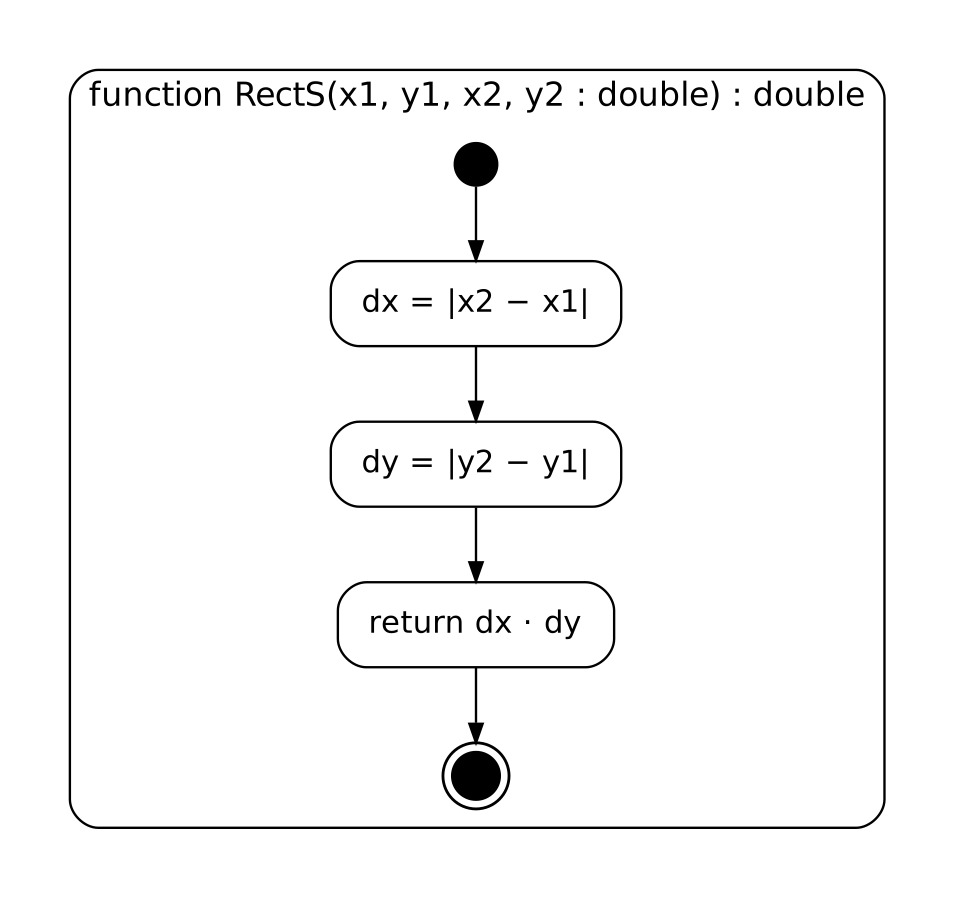 function RectS(x1, y1, x2, y2 : double) : double
dx = |x2 − x1|
dy = |y2 − y1|
return dx · dy